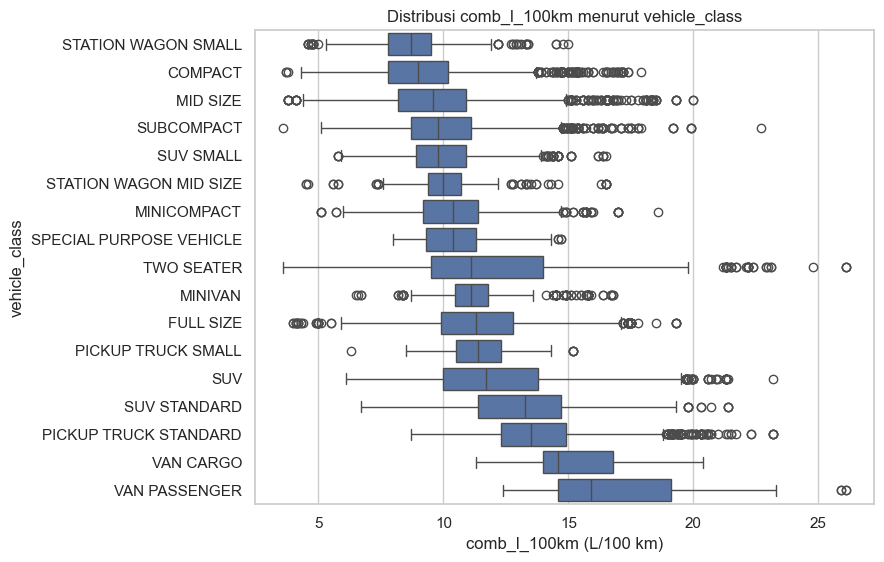 Distribusi comb_l_100km menurut vehicle_class
vehicle_class
STATION WAGON SMALL
COMPACT
MID SIZE
SUBCOMPACT
SUV SMALL
STATION WAGON MID SIZE
MINICOMPACT
SPECIAL PURPOSE VEHICLE
TWO SEATER
MINIVAN
FULL SIZE
PICKUP TRUCK SMALL
SUV
SUV STANDARD
PICKUP TRUCK STANDARD
VAN CARGO
VAN PASSENGER
5 10 15 20 25
comb_l_100km (L/100 km)